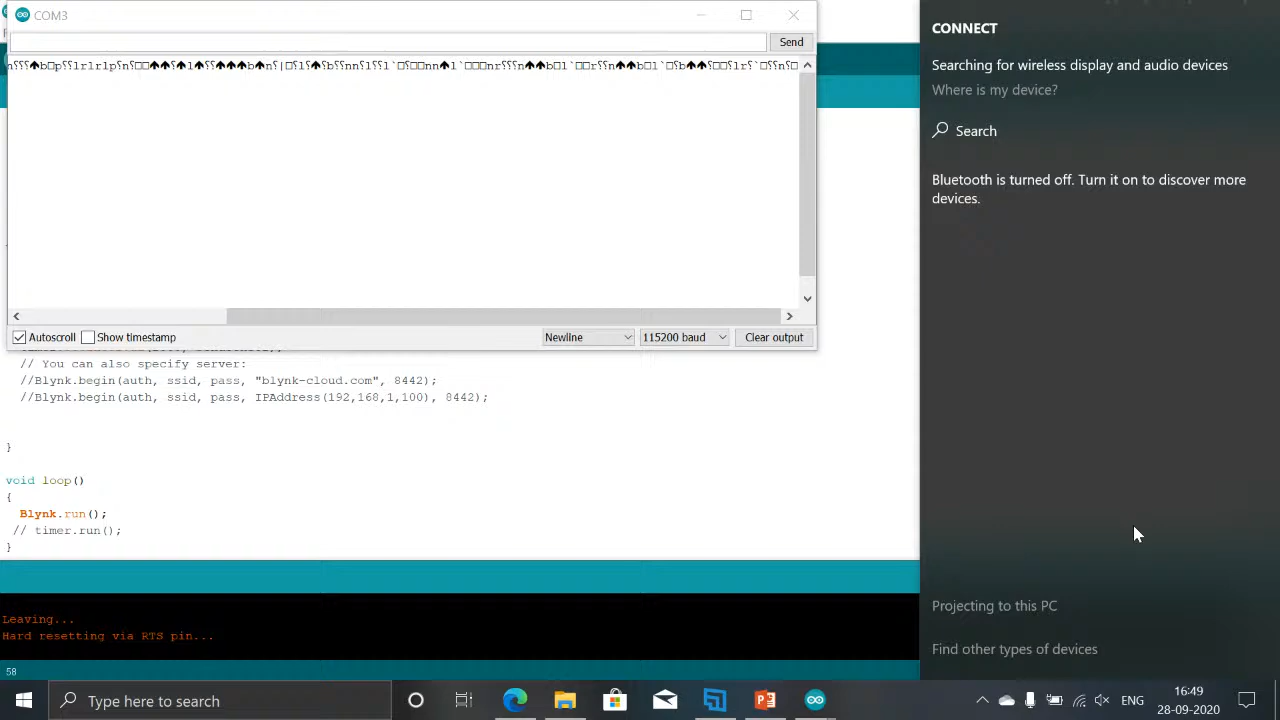 COM3
Send
Autoscroll
Show timestamp
Newline
115200 baud
Clear output
// You can also specify server:
//Blynk.begin(auth, ssid, pass, "blynk-cloud.com", 8442);
//Blynk.begin(auth, ssid, pass, IPAddress(192,168,1,100), 8442);
}
void loop()
{
Blynk.run();
// timer.run();
}
Leaving...
Hard resetting via RTS pin...
58
CONNECT
Searching for wireless display and audio devices
Where is my device?
Search
Bluetooth is turned off. Turn it on to discover more
devices.
Projecting to this PC
Find other types of devices
Type here to search
ENG
16:49
28-09-2020